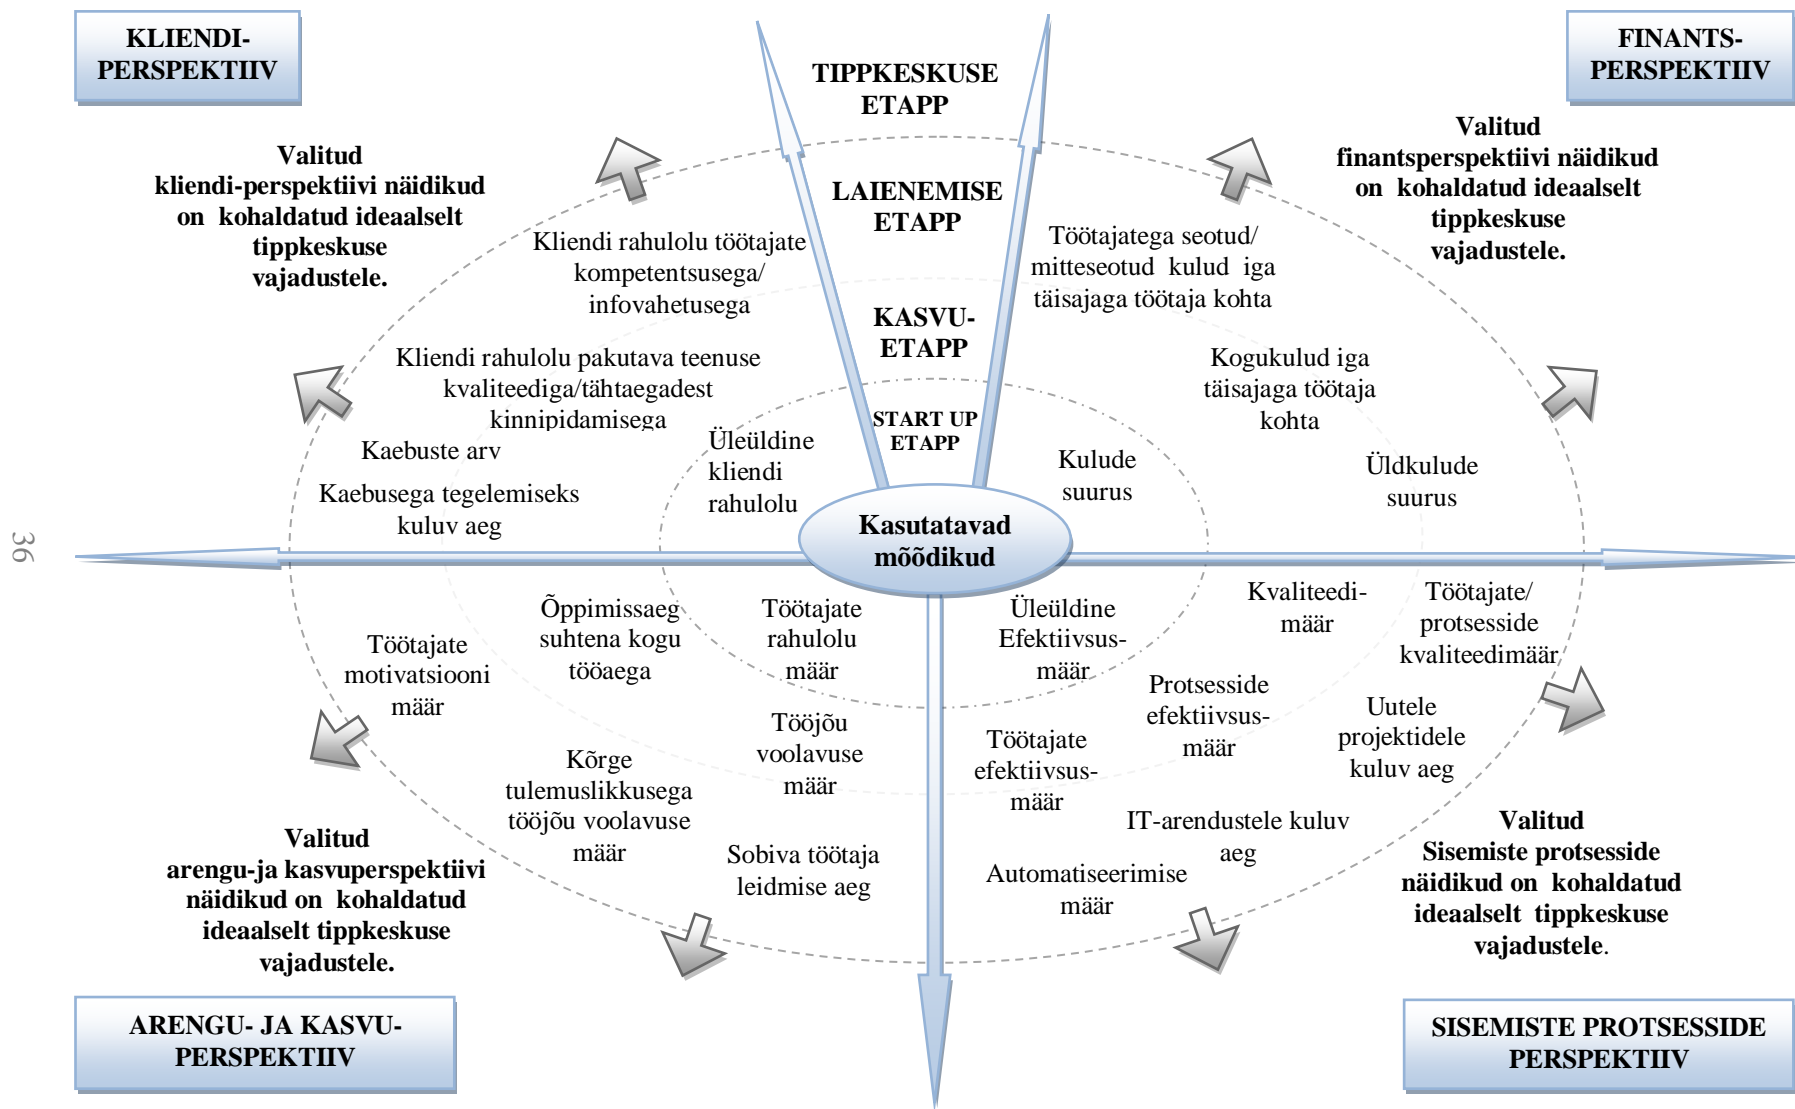 KLIENDI-
PERSPEKTIIV
FINANTS-
PERSPEKTIIV
TIPPKESKUSE
ETAPP
LAIENEMISE
ETAPP
KASVU-
ETAPP
START UP
ETAPP
Valitud
kliendi-perspektiivi näidikud
on kohaldatud ideaalselt
tippkeskuse
vajadustele.
Valitud
finantsperspektiivi näidikud
on kohaldatud ideaalselt
tippkeskuse
vajadustele.
Kliendi rahulolu töötajate
kompetentsusega/
infovahetusega
Kliendi rahulolu pakutava teenuse
kvaliteediga/tähtaegadest
kinnipidamisega
Kaebuste arv
Kaebusega tegelemiseks
kuluv aeg
Üleüldine
kliendi
rahulolu
Töötajatega seotud/
mitteseotud kulud iga
täisajaga töötaja kohta
Kogukulud iga
täisajaga töötaja
kohta
Kulude
suurus
Üldkulude
suurus
Kasutatavad
mõõdikud
36
Õppimissaeg
suhtena kogu
tööaega
Töötajate
rahulolu
määr
Töötajate
motivatsiooni
määr
Tööjõu
voolavuse
määr
Kõrge
tulemuslikkusega
tööjõu voolavuse
määr
Sobiva töötaja
leidmise aeg
Üleüldine
Efektiivsus-
määr
Kvaliteedi-
määr
Töötajate/
protsesside
kvaliteedimäär
Protsesside
efektiivsus-
määr
Töötajate
efektiivsus-
määr
Uutele
projektidele
kuluv aeg
IT-arendustele kuluv
aeg
Automatiseerimise
määr
Valitud
arengu-ja kasvuperspektiivi
näidikud on kohaldatud
ideaalselt tippkeskuse
vajadustele.
Valitud
Sisemiste protsesside
näidikud on kohaldatud
ideaalselt tippkeskuse
vajadustele.
ARENGU- JA KASVU-
PERSPEKTIIV
SISEMISTE PROTSESSIDE
PERSPEKTIIV